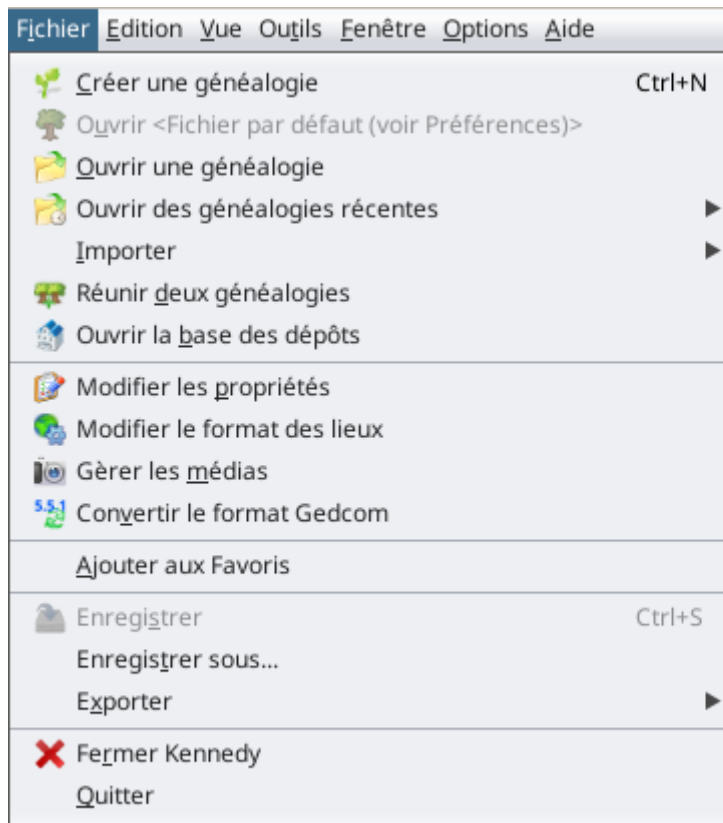 Fichier Edition Vue Outils Fenêtre Options Aide
Créer une généalogie Ctrl+N
Ouvrir <Fichier par défaut (voir Préférences)>
Ouvrir une généalogie
Ouvrir des généalogies récentes
Importer
Réunir deux généalogies
Ouvrir la base des dépôts
Modifier les propriétés
Modifier le format des lieux
Gèrer les médias
5.5.1 Convertir le format Gedcom
Ajouter aux Favoris
Enregistrer Ctrl+S
Enregistrer sous...
Exporter
Fermer Kennedy
Quitter